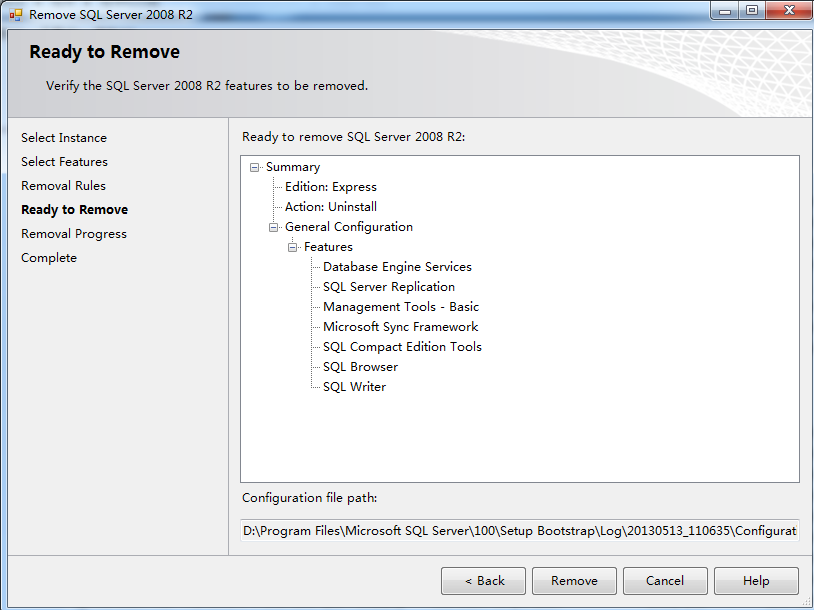 Remove SQL Server 2008 R2
Ready to Remove
Verify the SQL Server 2008 R2 features to be removed.
Select Instance
Select Features
Removal Rules
Ready to Remove
Removal Progress
Complete
Ready to remove SQL Server 2008 R2:
Summary
Edition: Express
Action: Uninstall
General Configuration
Features
Database Engine Services
SQL Server Replication
Management Tools - Basic
Microsoft Sync Framework
SQL Compact Edition Tools
SQL Browser
SQL Writer
Configuration file path:
D:\Program Files\Microsoft SQL Server\100\Setup Bootstrap\Log\20130513_110635\Configurat
< Back Remove Cancel Help